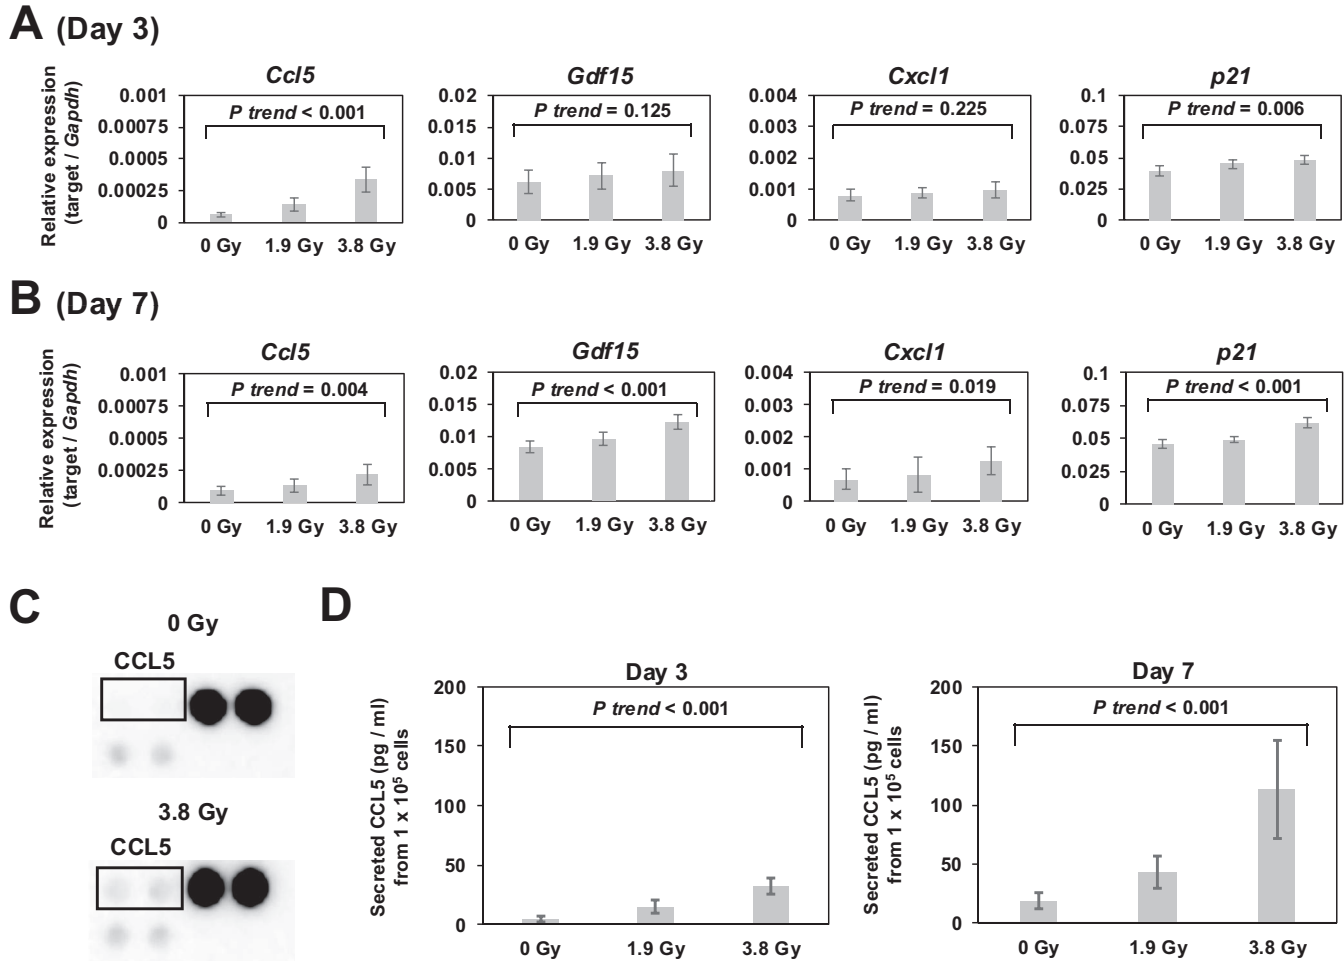 A (Day 3)
Ccl5 Gdf15 Cxcl1 p21
Relative expression
(target / Gapdh)
0.001
0.00075
0.0005
0.00025
0
P trend < 0.001
0 Gy 1.9 Gy 3.8 Gy
0.02
0.015
0.01
0.005
0
P trend = 0.125
0 Gy 1.9 Gy 3.8 Gy
0.004
0.003
0.002
0.001
0
P trend = 0.225
0 Gy 1.9 Gy 3.8 Gy
0.1
0.075
0.05
0.025
0
P trend = 0.006
0 Gy 1.9 Gy 3.8 Gy
B (Day 7)
Ccl5 Gdf15 Cxcl1 p21
Relative expression
(target / Gapdh)
0.001
0.00075
0.0005
0.00025
0
P trend = 0.004
0 Gy 1.9 Gy 3.8 Gy
0.02
0.015
0.01
0.005
0
P trend < 0.001
0 Gy 1.9 Gy 3.8 Gy
0.004
0.003
0.002
0.001
0
P trend = 0.019
0 Gy 1.9 Gy 3.8 Gy
0.1
0.075
0.05
0.025
0
P trend < 0.001
0 Gy 1.9 Gy 3.8 Gy
C
0 Gy
CCL5
3.8 Gy
CCL5
D
Day 3
Secreted CCL5 (pg / ml)
from 1 x 10⁵ cells
200
150
100
50
0
P trend < 0.001
0 Gy 1.9 Gy 3.8 Gy
Day 7
Secreted CCL5 (pg / ml)
from 1 x 10⁵ cells
200
150
100
50
0
P trend < 0.001
0 Gy 1.9 Gy 3.8 Gy